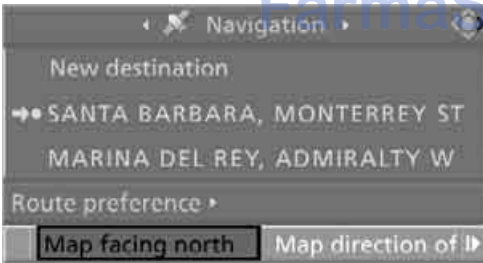 Navigation
New destination
SANTA BARBARA, MONTERREY ST
MARINA DEL REY, ADMIRALTY W
Route preference
Map facing north Map direction of